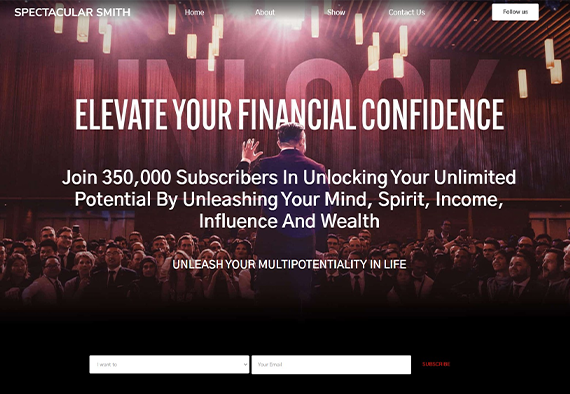 SPECTACULAR SMITH
Home
About
Show
Contact Us
Follow us
UNLOCK
ELEVATE YOUR FINANCIAL CONFIDENCE
Join 350,000 Subscribers In Unlocking Your Unlimited
Potential By Unleashing Your Mind, Spirit, Income,
Influence And Wealth
UNLEASH YOUR MULTIPOTENTIALITY IN LIFE
I want to
Your Email
SUBSCRIBE